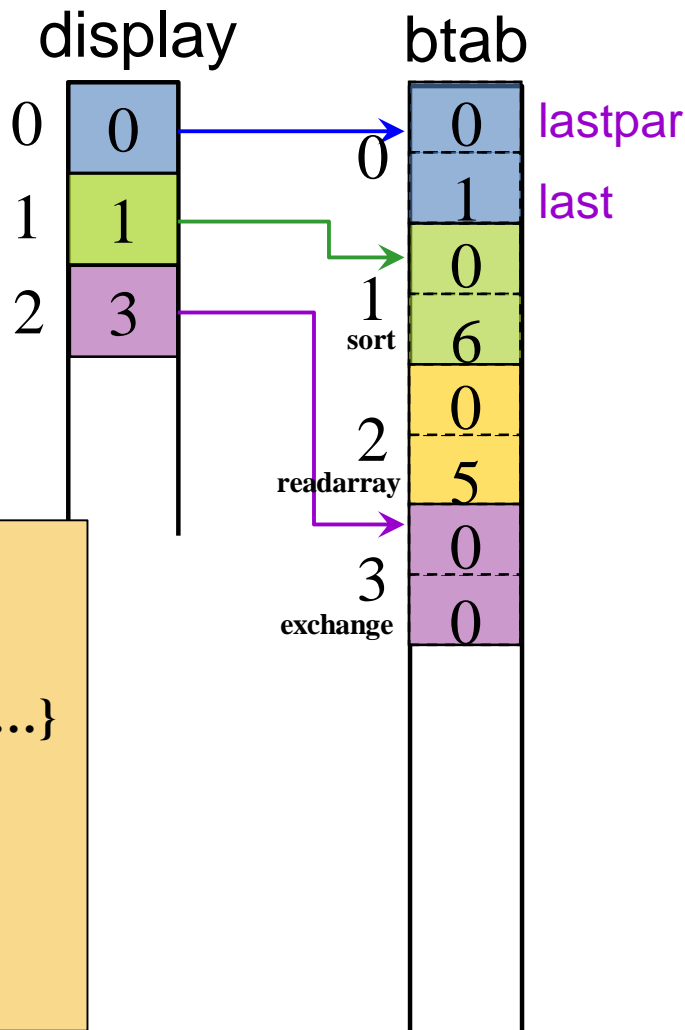 display btab
0 0 0 0 lastpar
1 last
1 1 0
1
sort 6
2 3 0
2
readarray 5
0
3
exchange 0
...}